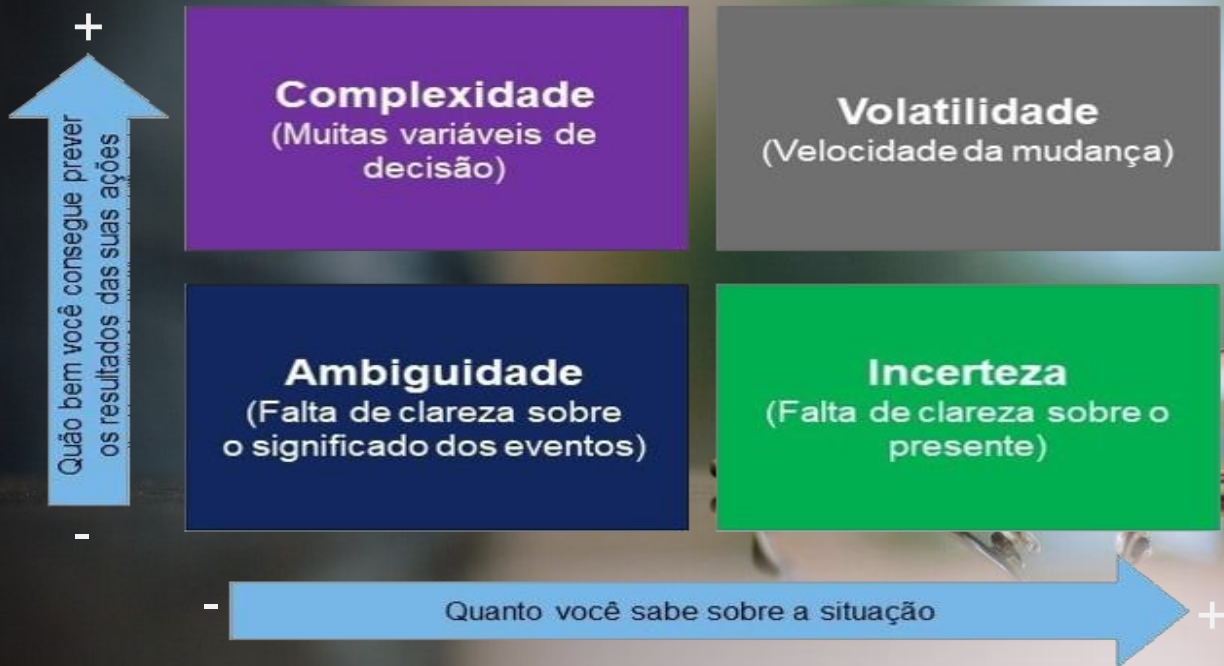 +
Quão bem você consegue prever
os resultados das suas ações
-
Complexidade
(Muitas variáveis de
decisão)
Volatilidade
(Velocidade da mudança)
Ambiguidade
(Falta de clareza sobre
o significado dos eventos)
Incerteza
(Falta de clareza sobre o
presente)
-
Quanto você sabe sobre a situação
+